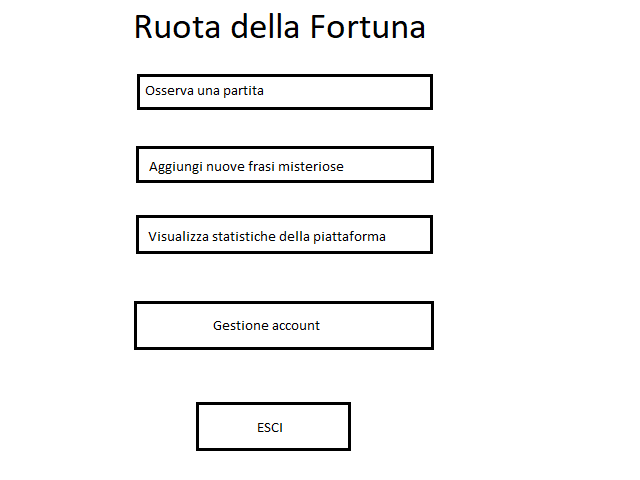 Ruota della Fortuna
Osserva una partita
Aggiungi nuove frasi misteriose
Visualizza statistiche della piattaforma
Gestione account
ESCI